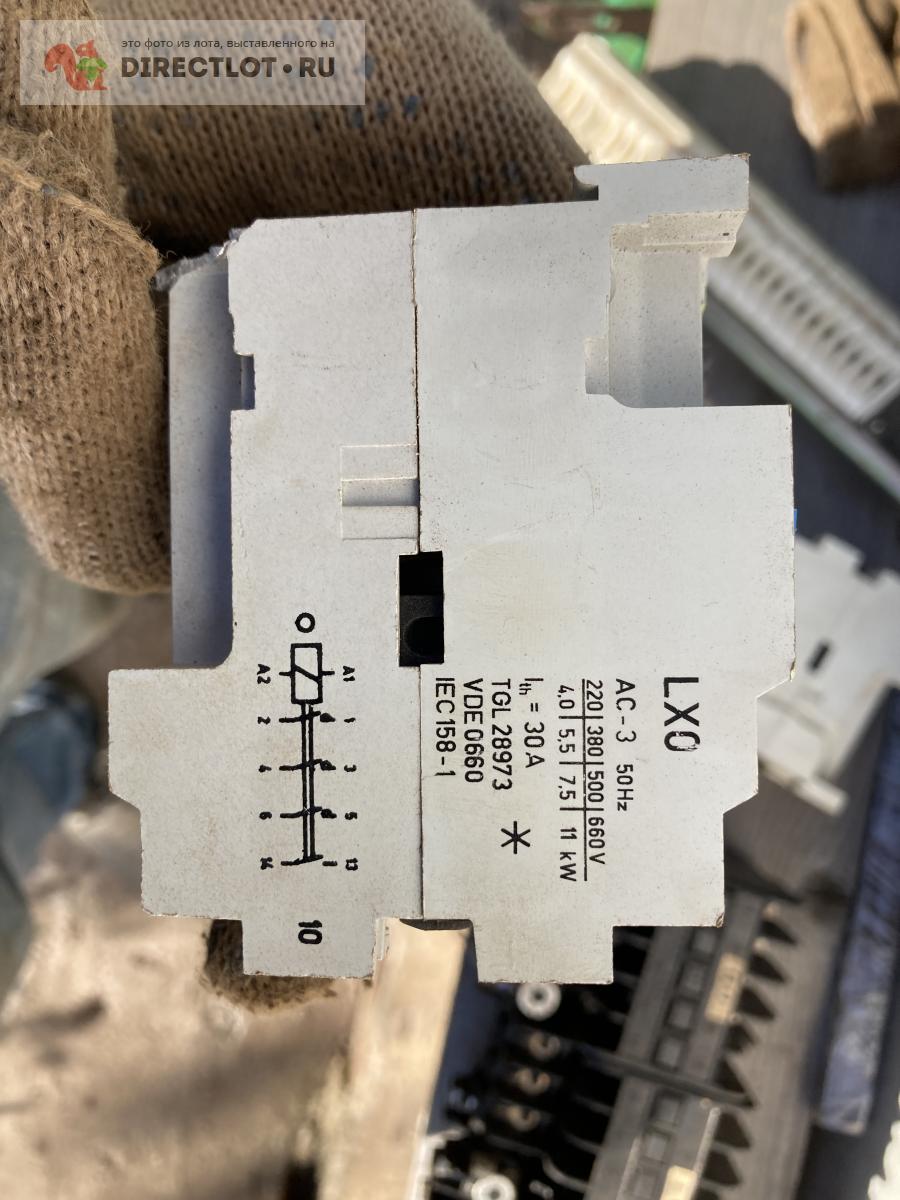 это фото из лота, выставленного на
DIRECTLOT•RU
LX0
AC-3 50Hz
220|380|500|660 V
4,0|5,5|7,5|11 kW
Ith = 30 A
TGL 28973
VDE 0660
IEC 158-1
A1 1 3 5 13
A2 2 4 6 14
10